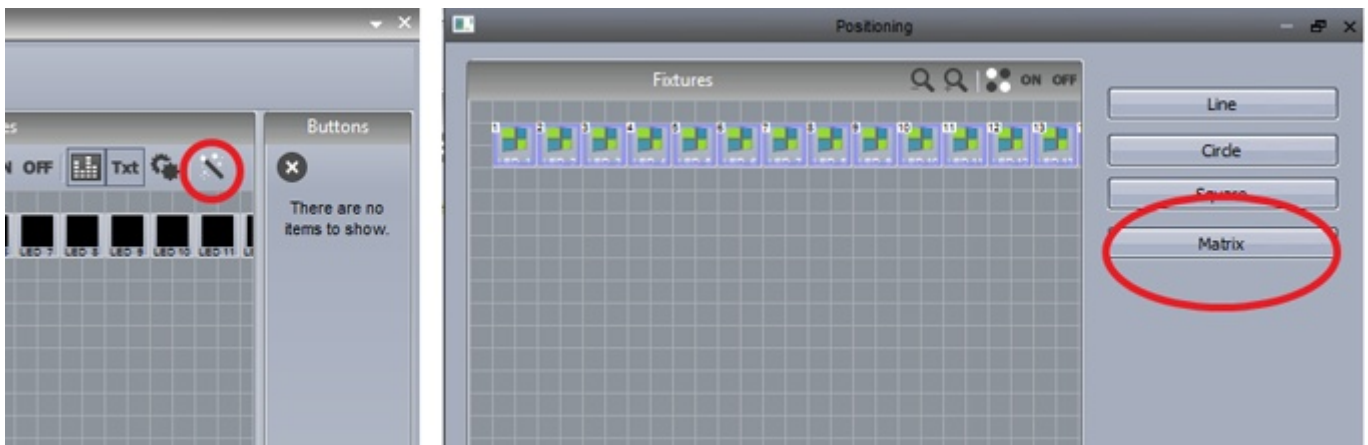 es
Buttons
N OFF Txt
There are no
items to show.
LED 7 LED 8 LED 9 LED 10 LED 11
Positioning
Fixtures
ON OFF
Line
Circle
Square
Matrix
1 2 3 4 5 6 7 8 9 10 11 12 13